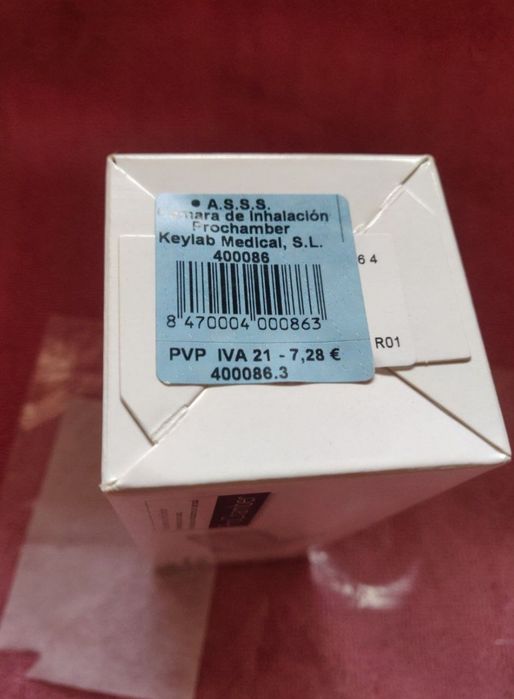 • A.S.S.S.
Cámara de Inhalación
Prochamber
Keylab Medical, S.L.
400086
8 470004 000863
PVP IVA 21 - 7,28 €
400086.3
6 4
R01